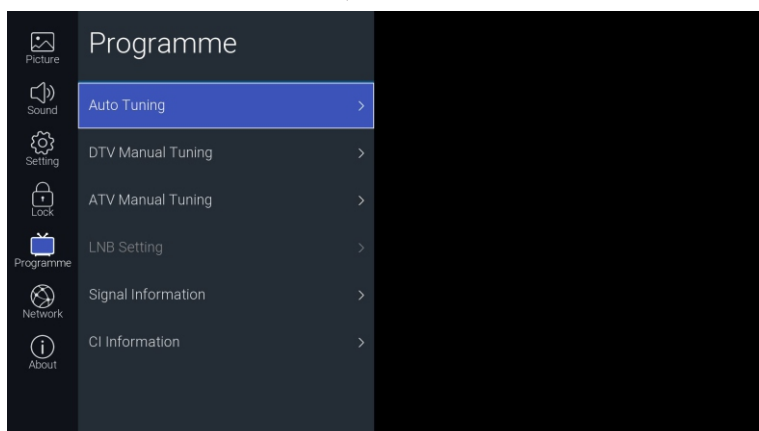 Picture
Sound
Setting
Lock
Programme
Network
About
Programme
Auto Tuning
DTV Manual Tuning
ATV Manual Tuning
LNB Setting
Signal Information
CI Information